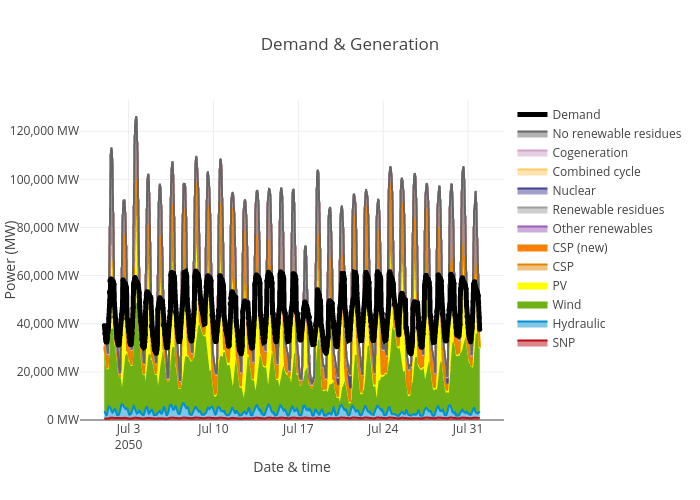 Demand & Generation
120,000 MW
100,000 MW
80,000 MW
60,000 MW
40,000 MW
20,000 MW
0 MW
Power (MW)
Jul 3
2050
Jul 10
Jul 17
Jul 24
Jul 31
Date & time
Demand
No renewable residues
Cogeneration
Combined cycle
Nuclear
Renewable residues
Other renewables
CSP (new)
CSP
PV
Wind
Hydraulic
SNP